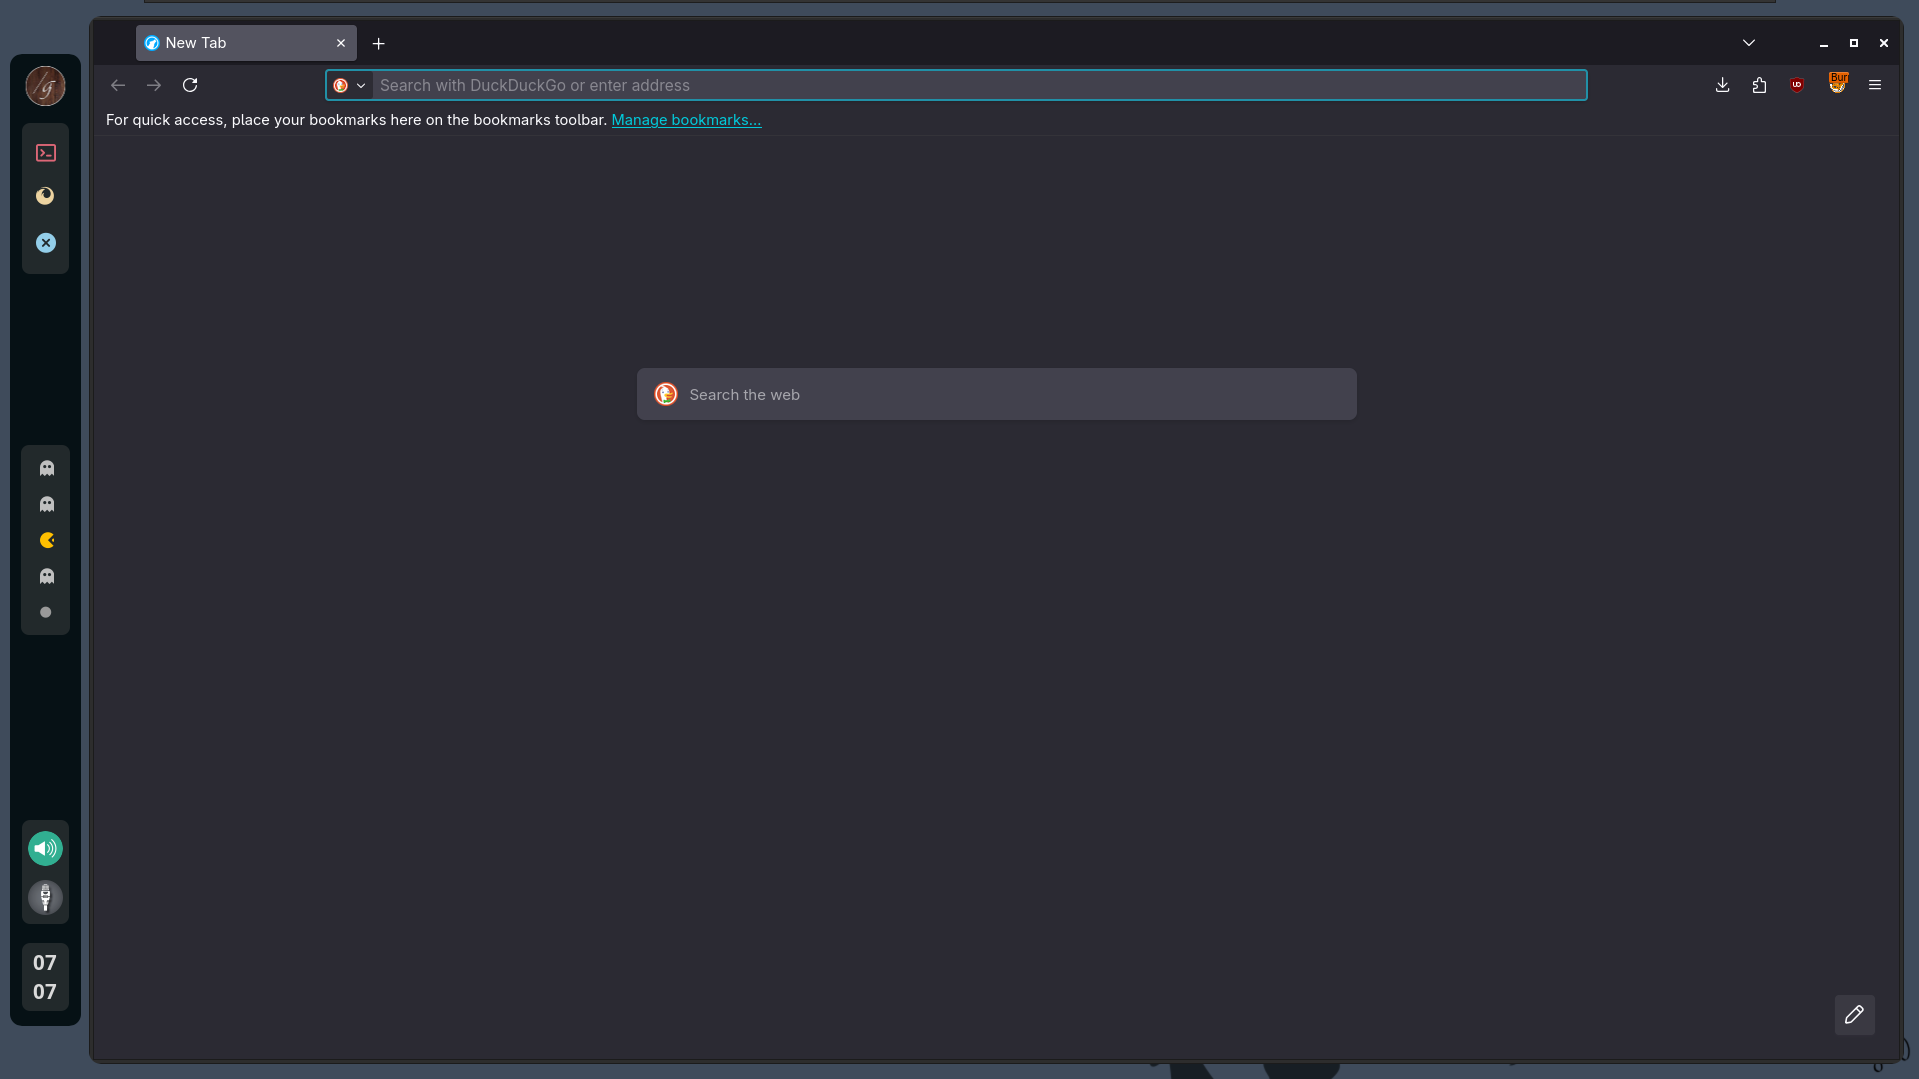 New Tab
Search with DuckDuckGo or enter address
For quick access, place your bookmarks here on the bookmarks toolbar. Manage bookmarks...
Search the web
07
07